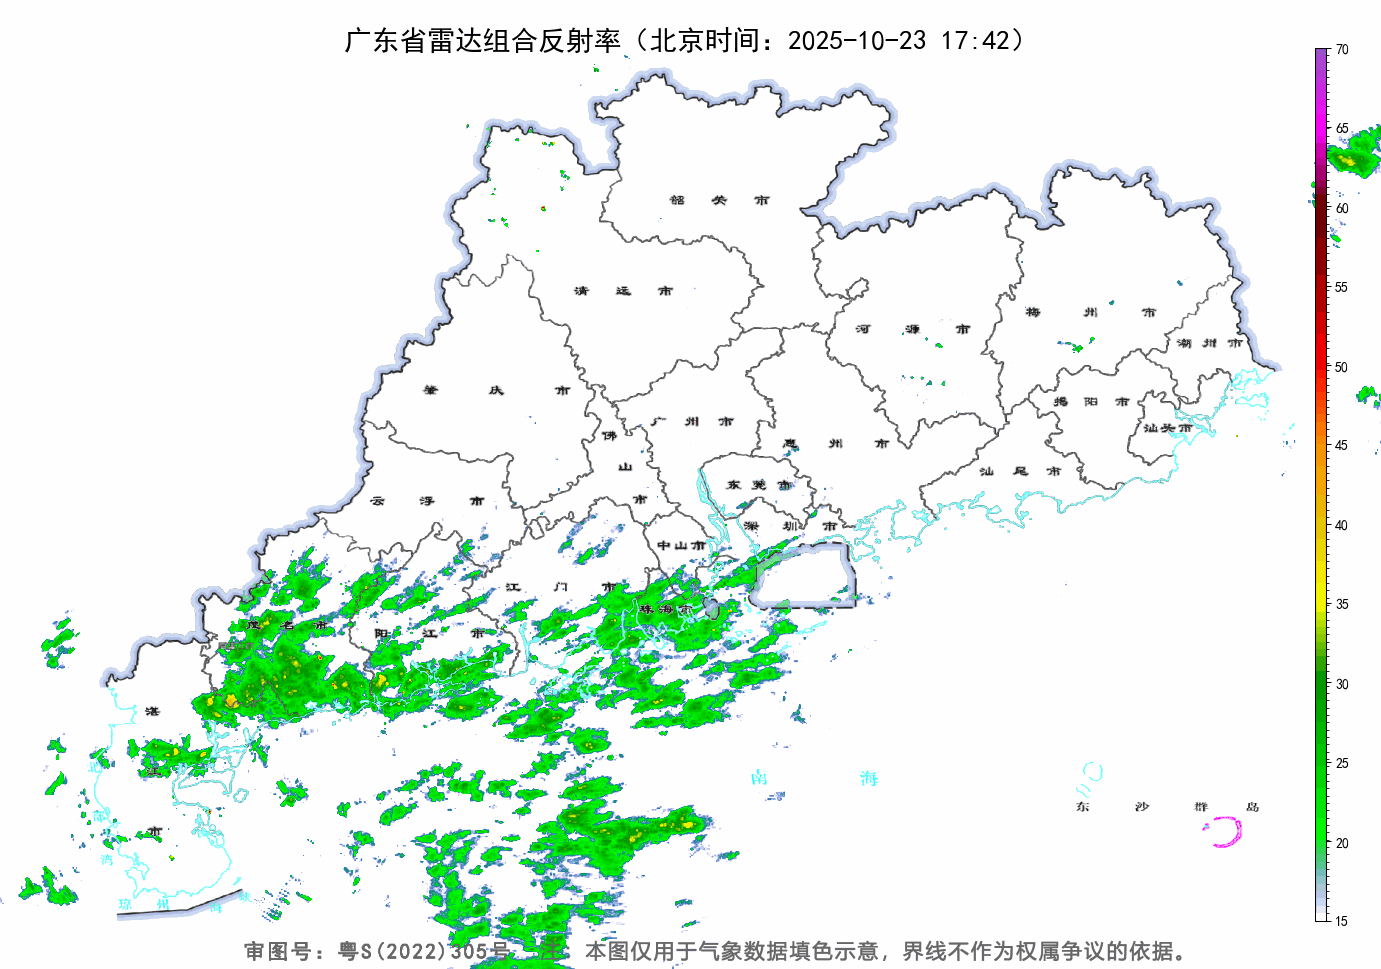 广东省雷达组合反射率（北京时间：2025-10-23 17:42）
70
65
60
55
50
45
40
35
30
25
20
15
韶关市
清远市
河源市
梅州市
潮州市
肇庆市
广州市
佛山市
惠州市
揭阳市
汕头市
汕尾市
云浮市
东莞市
深圳市
中山市
江门市
珠海市
茂名市
阳江市
湛江市
南海
东沙群岛
湾
琼州海峡
审图号：粤S(2022)305号 注：本图仅用于气象数据填色示意，界线不作为权属争议的依据。